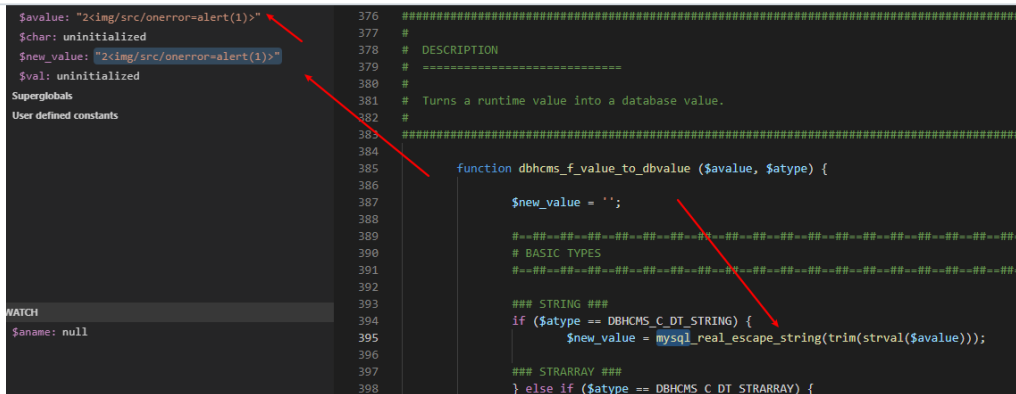 $avalue: "2<img/src/onerror=alert(1)>"
$char: uninitialized
$new_value: "2<img/src/onerror=alert(1)>"
$val: uninitialized
Superglobals
User defined constants
WATCH
$aname: null
376 ################################################################################
377 #
378 # DESCRIPTION
379 # =============================
380 #
381 # Turns a runtime value into a database value.
382 #
383 ################################################################################
384
385 function dbhcms_f_value_to_dbvalue ($avalue, $atype) {
386
387 $new_value = '';
388
389 #==##==##==##==##==##==##==##==##==##==##==##==##==##==##==##==##==##
390 # BASIC TYPES
391 #==##==##==##==##==##==##==##==##==##==##==##==##==##==##==##==##==##
392
393 ### STRING ###
394 if ($atype == DBHCMS_C_DT_STRING) {
395 $new_value = mysql_real_escape_string(trim(strval($avalue)));
396
397 ### STRARRAY ###
398 } else if ($atype == DBHCMS_C_DT_STRARRAY) {